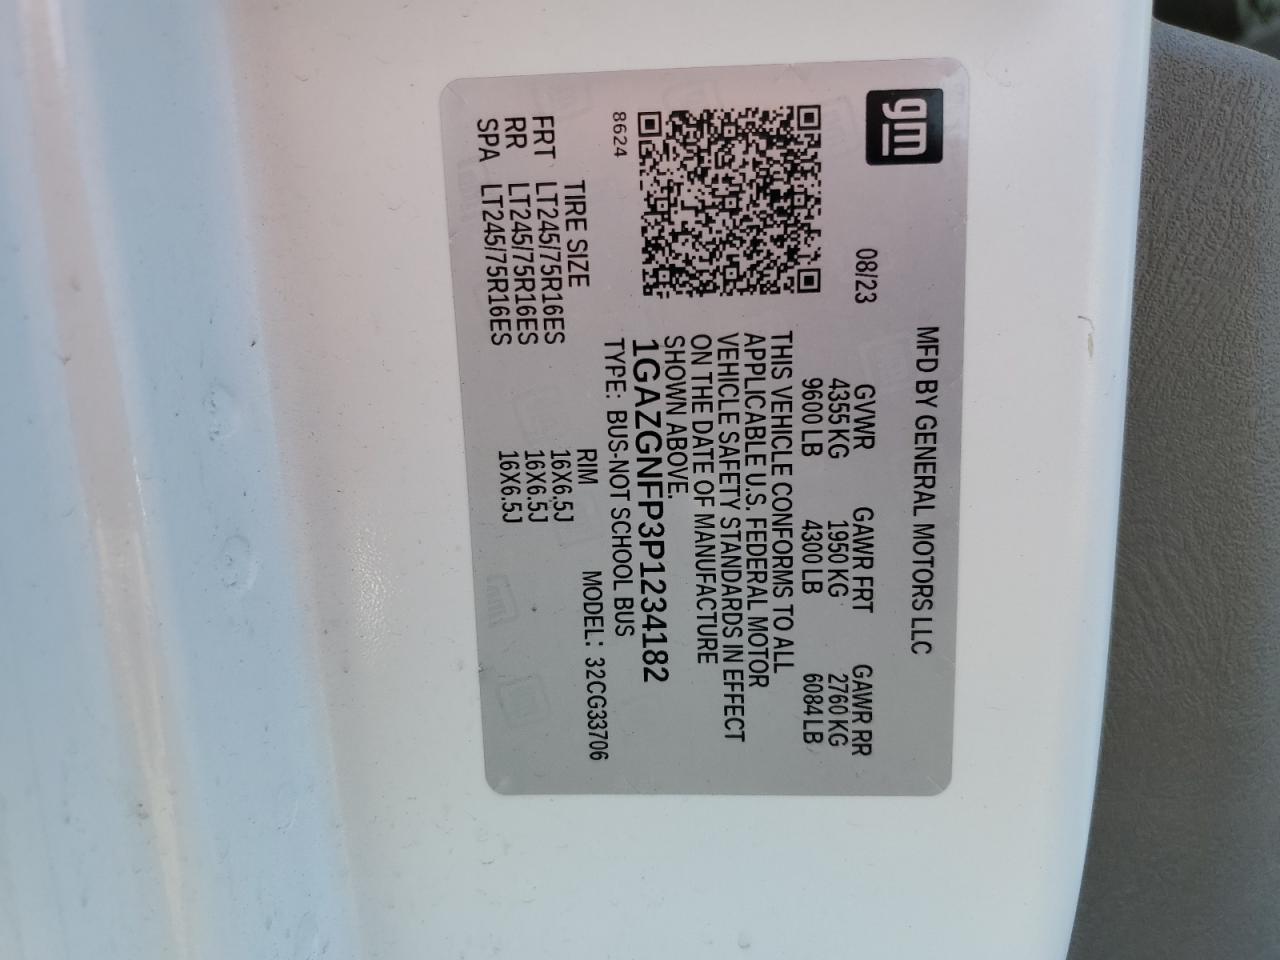 gm
MFD BY GENERAL MOTORS LLC
08/23
GVWR GAWR FRT GAWR RR
4355 KG 1950 KG 2760 KG
9600 LB 4300 LB 6084 LB
THIS VEHICLE CONFORMS TO ALL
APPLICABLE U.S. FEDERAL MOTOR
VEHICLE SAFETY STANDARDS IN EFFECT
ON THE DATE OF MANUFACTURE
SHOWN ABOVE.
1GAZGNFP3P1234182
TYPE: BUS-NOT SCHOOL BUS
8624
MODEL: 32CG33706
TIRE SIZE RIM
FRT LT245/75R16ES 16X6.5J
RR LT245/75R16ES 16X6.5J
SPA LT245/75R16ES 16X6.5J